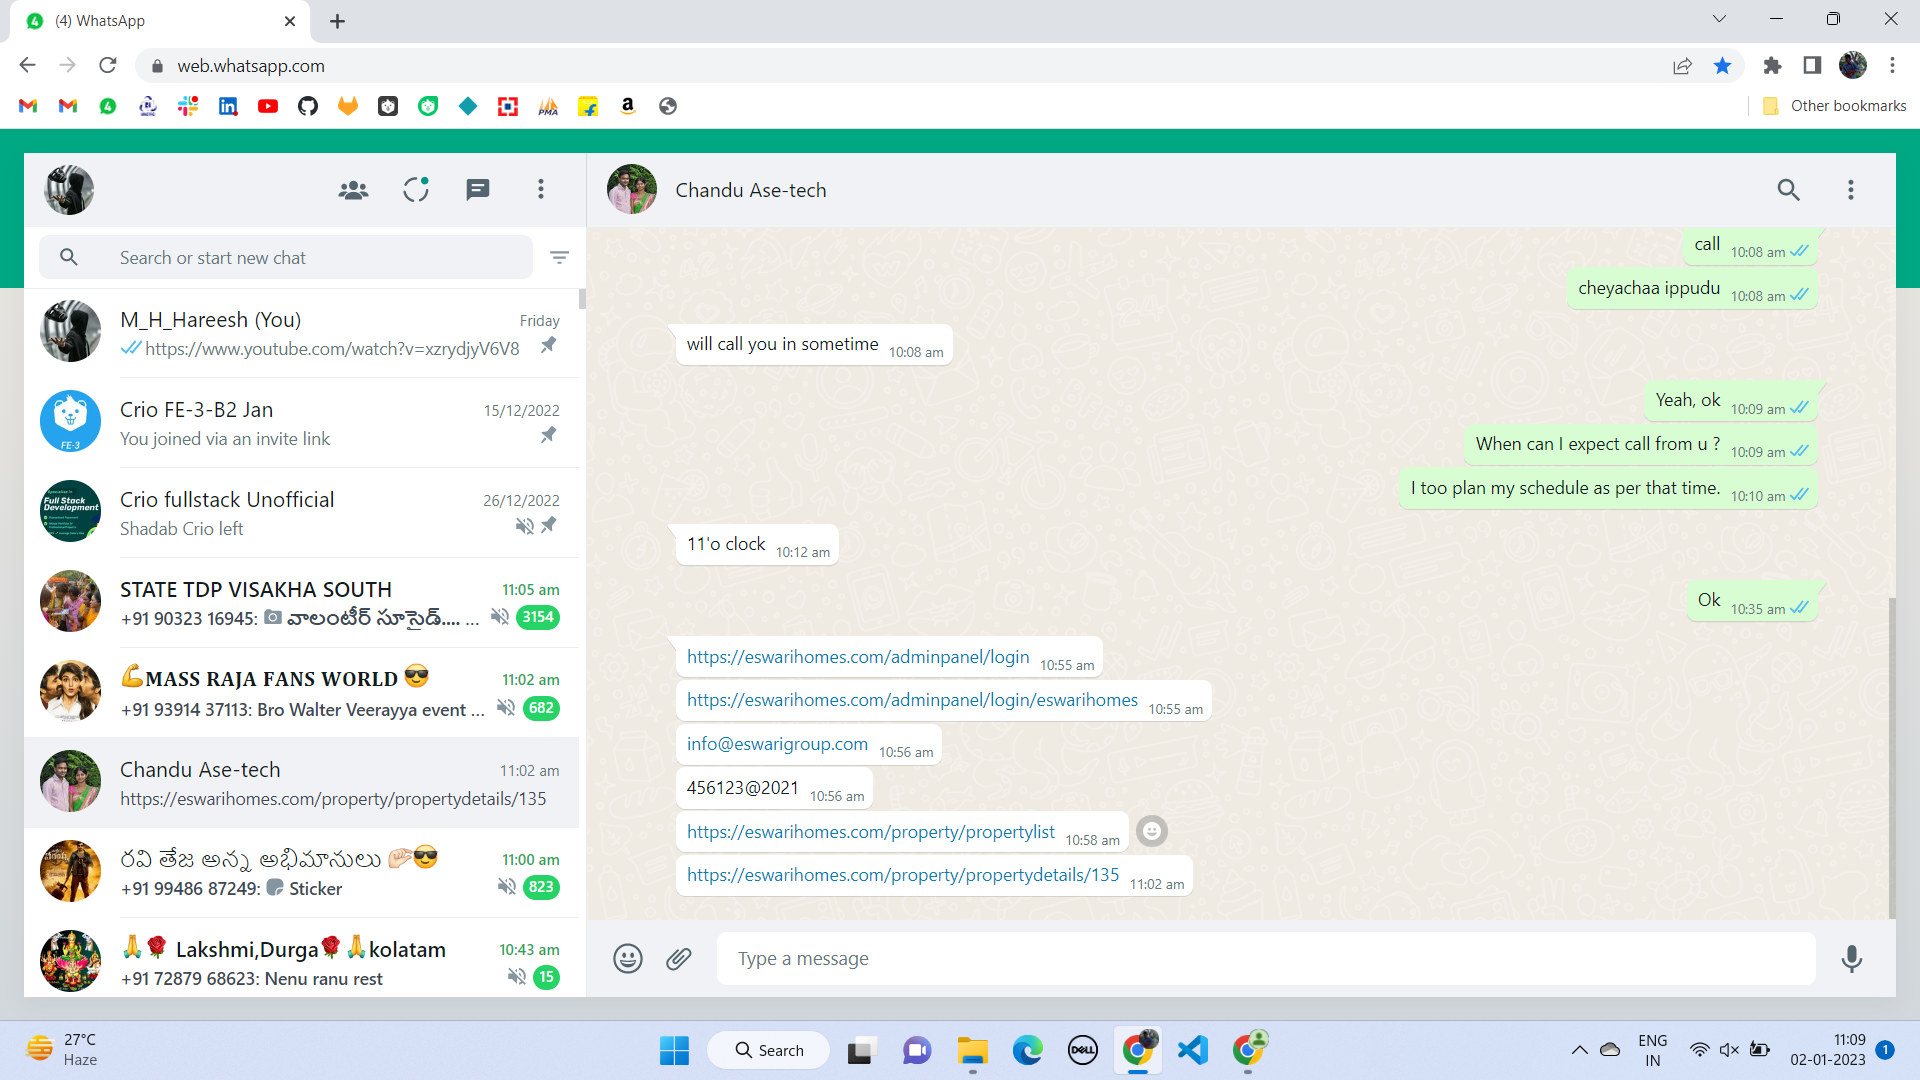 (4) WhatsApp
web.whatsapp.com
Other bookmarks
Search or start new chat
M_H_Hareesh (You)
Friday
https://www.youtube.com/watch?v=xzrydjyV6V8
FE-3
Crio FE-3-B2 Jan
15/12/2022
You joined via an invite link
Full Stack
Development
Crio fullstack Unofficial
26/12/2022
Shadab Crio left
STATE TDP VISAKHA SOUTH
11:05 am
+91 90323 16945: వాలంటీర్ సూసైడ్.... ...
3154
💪MASS RAJA FANS WORLD 😎
11:02 am
+91 93914 37113: Bro Walter Veerayya event ...
682
Chandu Ase-tech
11:02 am
https://eswarihomes.com/property/propertydetails/135
రవి తేజ అన్న అభిమానులు 🤛🏻😎
11:00 am
+91 99486 87249: Sticker
823
🙏🌹 Lakshmi,Durga🌹🙏kolatam
10:43 am
+91 72879 68623: Nenu ranu rest
15
Chandu Ase-tech
call 10:08 am
cheyachaa ippudu 10:08 am
will call you in sometime 10:08 am
Yeah, ok 10:09 am
When can I expect call from u ? 10:09 am
I too plan my schedule as per that time. 10:10 am
11'o clock 10:12 am
Ok 10:35 am
https://eswarihomes.com/adminpanel/login 10:55 am
https://eswarihomes.com/adminpanel/login/eswarihomes 10:55 am
info@eswarigroup.com 10:56 am
456123@2021 10:56 am
https://eswarihomes.com/property/propertylist 10:58 am
https://eswarihomes.com/property/propertydetails/135 11:02 am
Type a message
27°C
Haze
Search
DELL
ENG
IN
11:09
02-01-2023
1